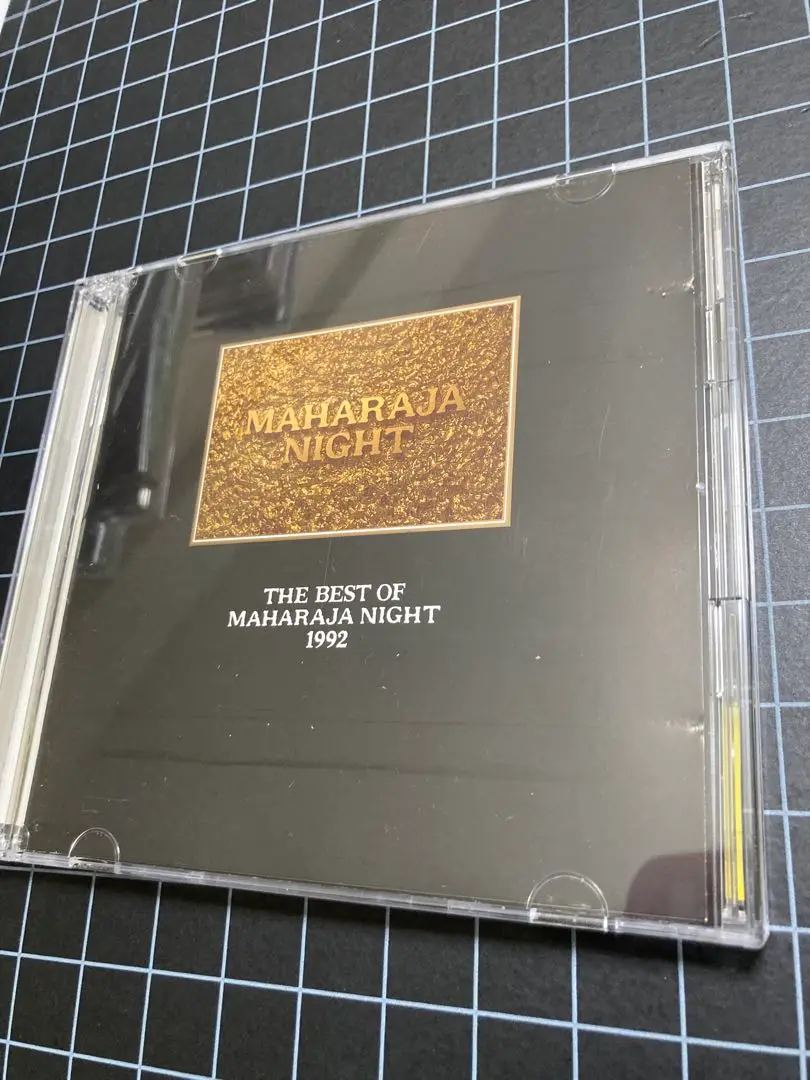 MAHARAJA
NIGHT
THE BEST OF
MAHARAJA NIGHT
1992